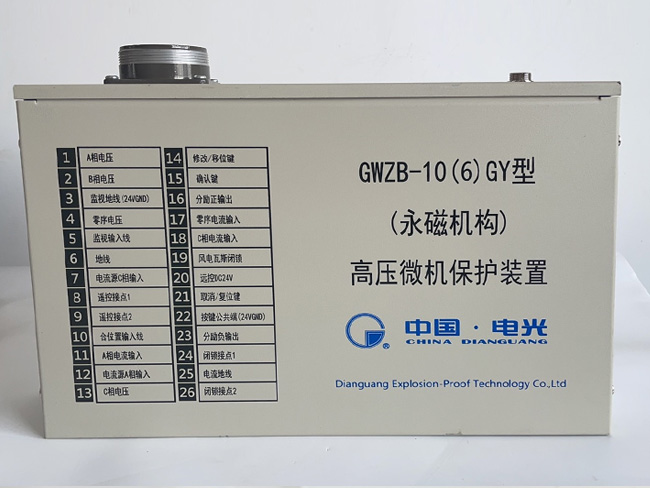 1 A相电压
2 B相电压
3 监视地线(24VGND)
4 零序电压
5 监视输入线
6 地线
7 电流源C相输入
8 遥控接点1
9 遥控接点2
10 合位置输入线
11 A相电流输入
12 电流源A相输入
13 C相电压
14 修改/移位键
15 确认键
16 分励正输出
17 零序电流输入
18 C相电流输入
19 风电瓦斯闭锁
20 远控DC24V
21 取消/复位键
22 按键公共端(24VGND)
23 分励负输出
24 闭锁接点1
25 电流地线
26 闭锁接点2
GWZB-10(6)GY型
(永磁机构)
高压微机保护装置
® 中国·电光
CHINA DIANGUANG
Dianguang Explosion-Proof Technology Co.,Ltd